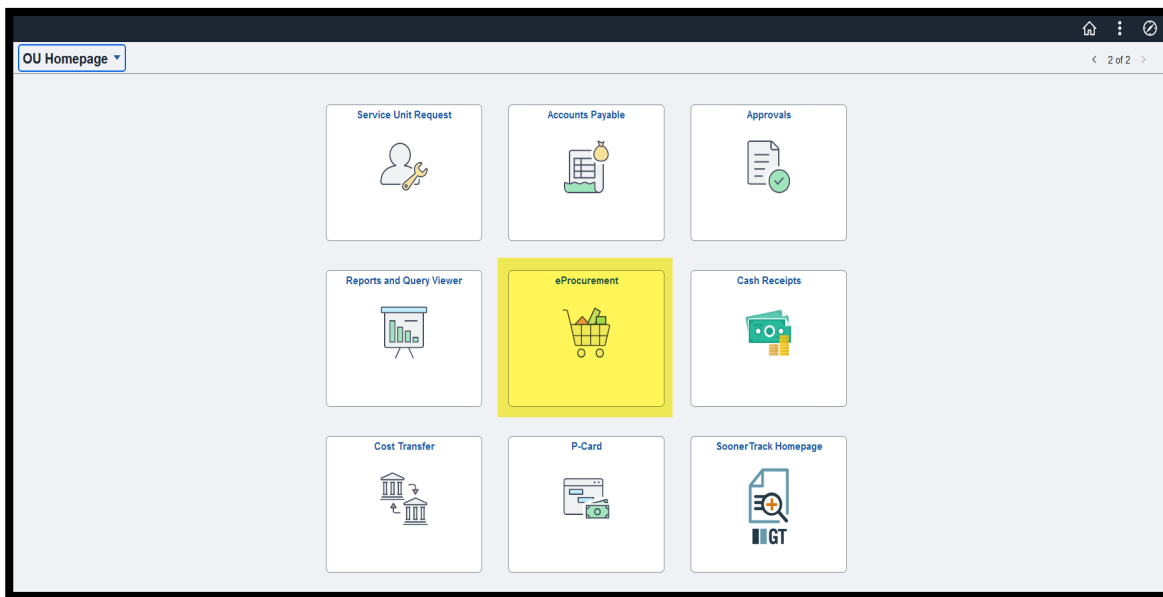 OU Homepage
2 of 2
Service Unit Request
Accounts Payable
Approvals
Reports and Query Viewer
eProcurement
Cash Receipts
Cost Transfer
P-Card
SoonerTrack Homepage
GT